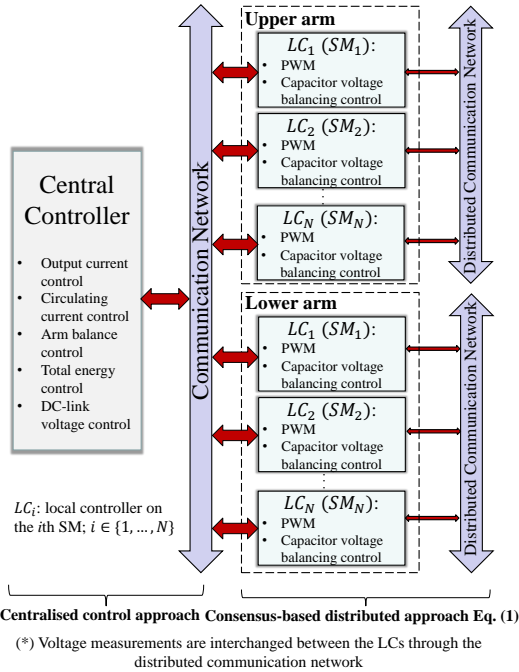 Upper arm
LC₁ (SM₁):
• PWM
• Capacitor voltage
balancing control
LC₂ (SM₂):
• PWM
• Capacitor voltage
balancing control
LC_N (SM_N):
• PWM
• Capacitor voltage
balancing control
Distributed Communication Network
Communication Network
Central
Controller
• Output current
control
• Circulating
current control
• Arm balance
control
• Total energy
control
• DC-link
voltage control
Lower arm
LC₁ (SM₁):
• PWM
• Capacitor voltage
balancing control
LC₂ (SM₂):
• PWM
• Capacitor voltage
balancing control
LC_N (SM_N):
• PWM
• Capacitor voltage
balancing control
Distributed Communication Network
LCᵢ: local controller on
the ith SM; i ∈ {1, … , N}
Centralised control approach
Consensus-based distributed approach Eq. (1)
(*) Voltage measurements are interchanged between the LCs through the
distributed communication network